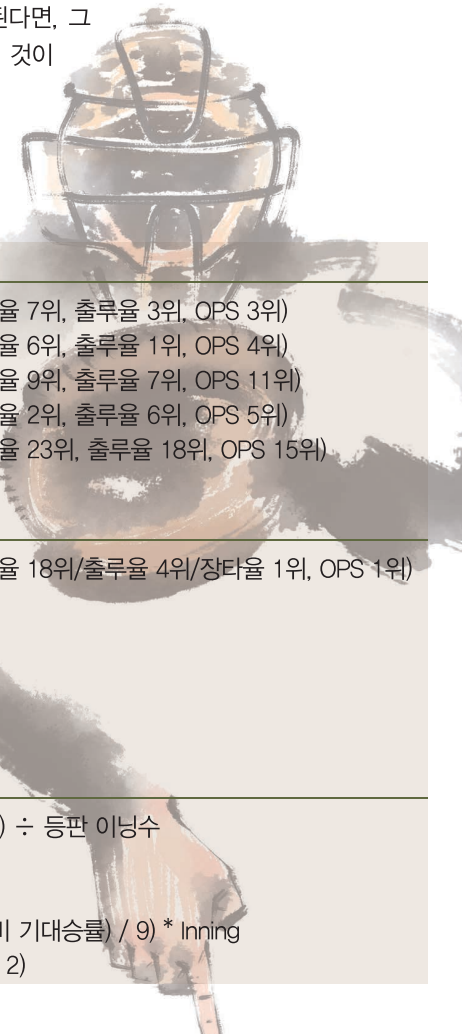 된다면, 그
것이
율 7위, 출루율 3위, OPS 3위)
율 6위, 출루율 1위, OPS 4위)
율 9위, 출루율 7위, OPS 11위)
율 2위, 출루율 6위, OPS 5위)
율 23위, 출루율 18위, OPS 15위)
율 18위/출루율 4위/장타율 1위, OPS 1위)
) ÷ 등판 이닝수
비 기대승률) / 9) * Inning
2)